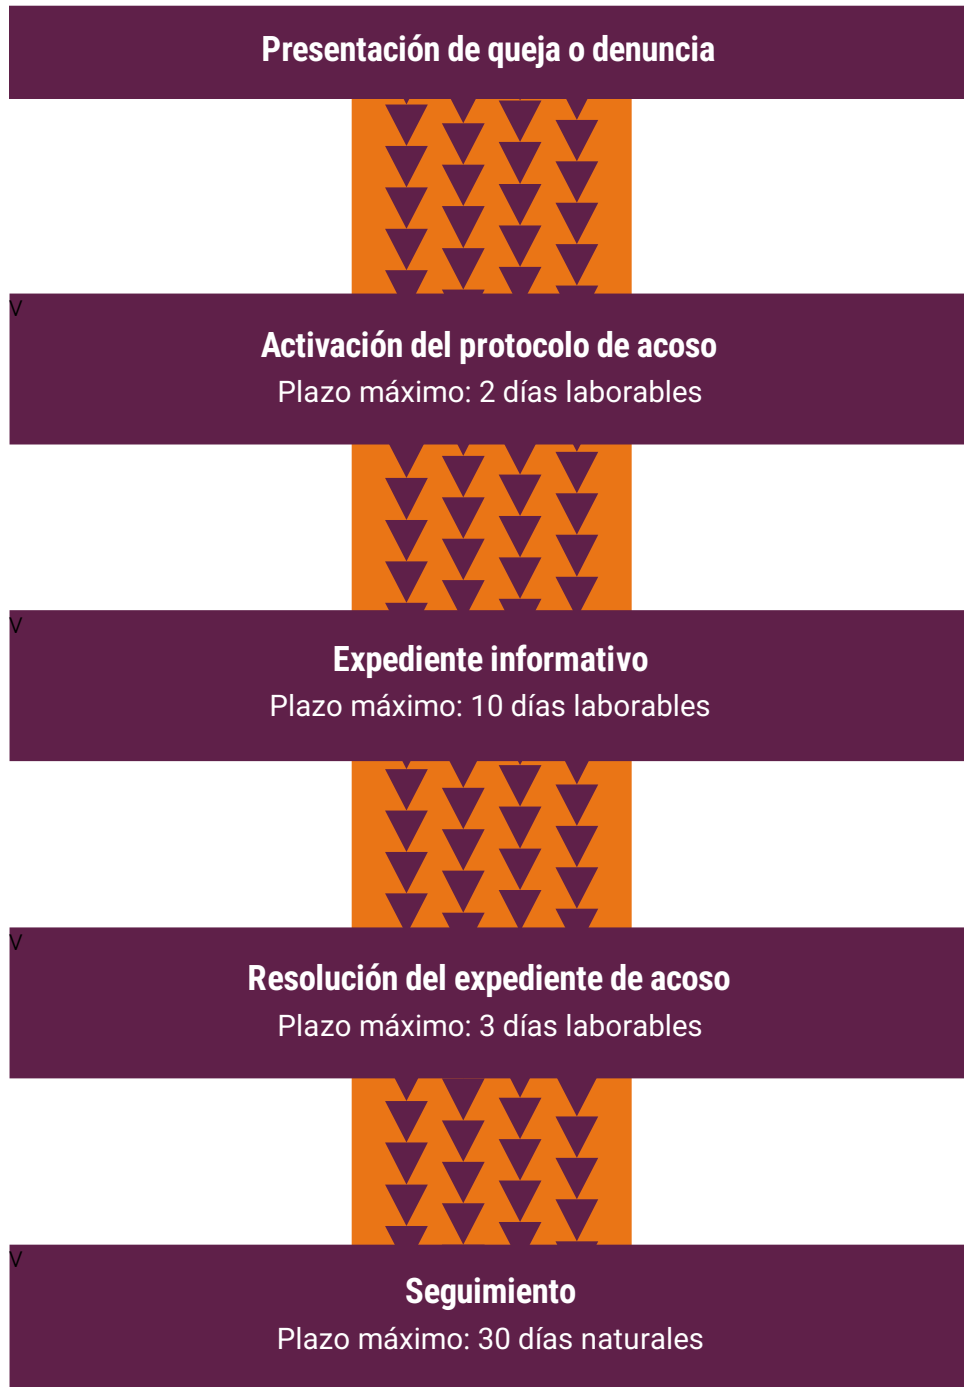 Presentación de queja o denuncia
V
Activación del protocolo de acoso
Plazo máximo: 2 días laborables
V
Expediente informativo
Plazo máximo: 10 días laborables
V
Resolución del expediente de acoso
Plazo máximo: 3 días laborables
V
Seguimiento
Plazo máximo: 30 días naturales